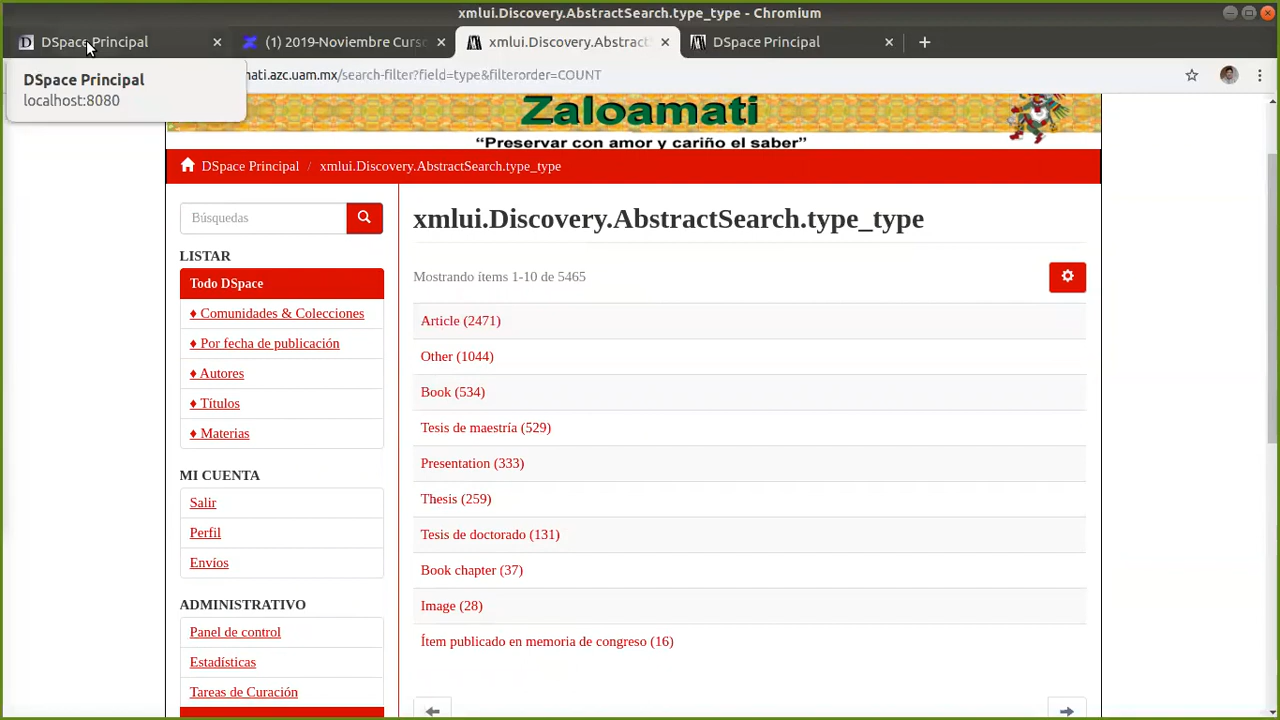 xmlui.Discovery.AbstractSearch.type_type - Chromium
DSpace Principal
(1) 2019-Noviembre Curso
xmlui.Discovery.AbstractS
DSpace Principal
DSpace Principal
localhost:8080
mati.azc.uam.mx/search-filter?field=type&filterorder=COUNT
Zaloamati
“Preservar con amor y cariño el saber”
DSpace Principal / xmlui.Discovery.AbstractSearch.type_type
Búsquedas
LISTAR
Todo DSpace
♦ Comunidades & Colecciones
♦ Por fecha de publicación
♦ Autores
♦ Títulos
♦ Materias
MI CUENTA
Salir
Perfil
Envíos
ADMINISTRATIVO
Panel de control
Estadísticas
Tareas de Curación
xmlui.Discovery.AbstractSearch.type_type
Mostrando ítems 1-10 de 5465
Article (2471)
Other (1044)
Book (534)
Tesis de maestría (529)
Presentation (333)
Thesis (259)
Tesis de doctorado (131)
Book chapter (37)
Image (28)
Ítem publicado en memoria de congreso (16)